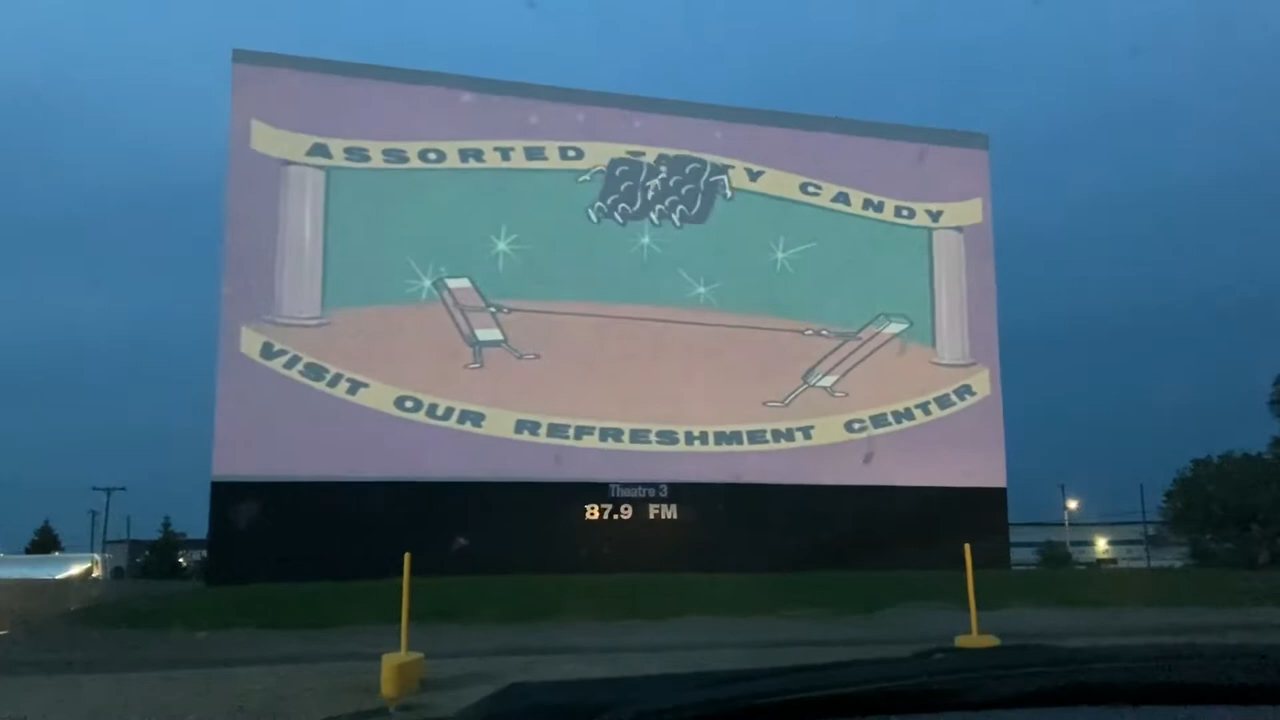 ASSORTED CANDY
VISIT OUR REFRESHMENT CENTER
Theatre 3
87.9 FM